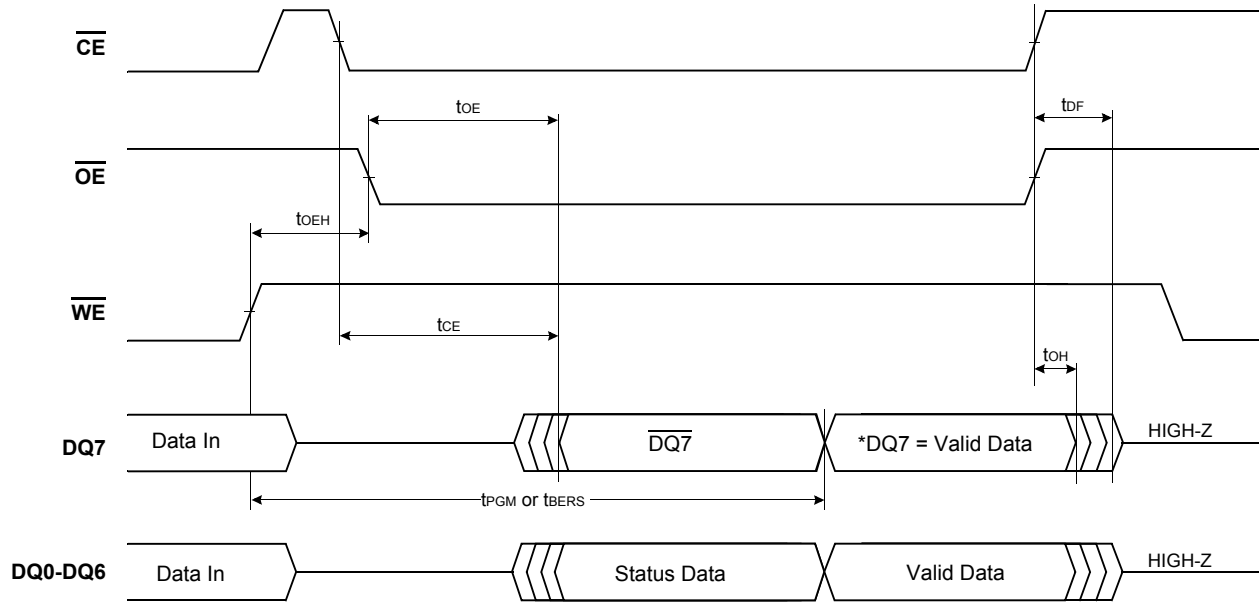 CE
tOE
tDF
OE
tOEH
WE
tCE
tOH
DQ7
Data In
DQ7
*DQ7 = Valid Data
HIGH-Z
tPGM or tBERS
DQ0-DQ6
Data In
Status Data
Valid Data
HIGH-Z